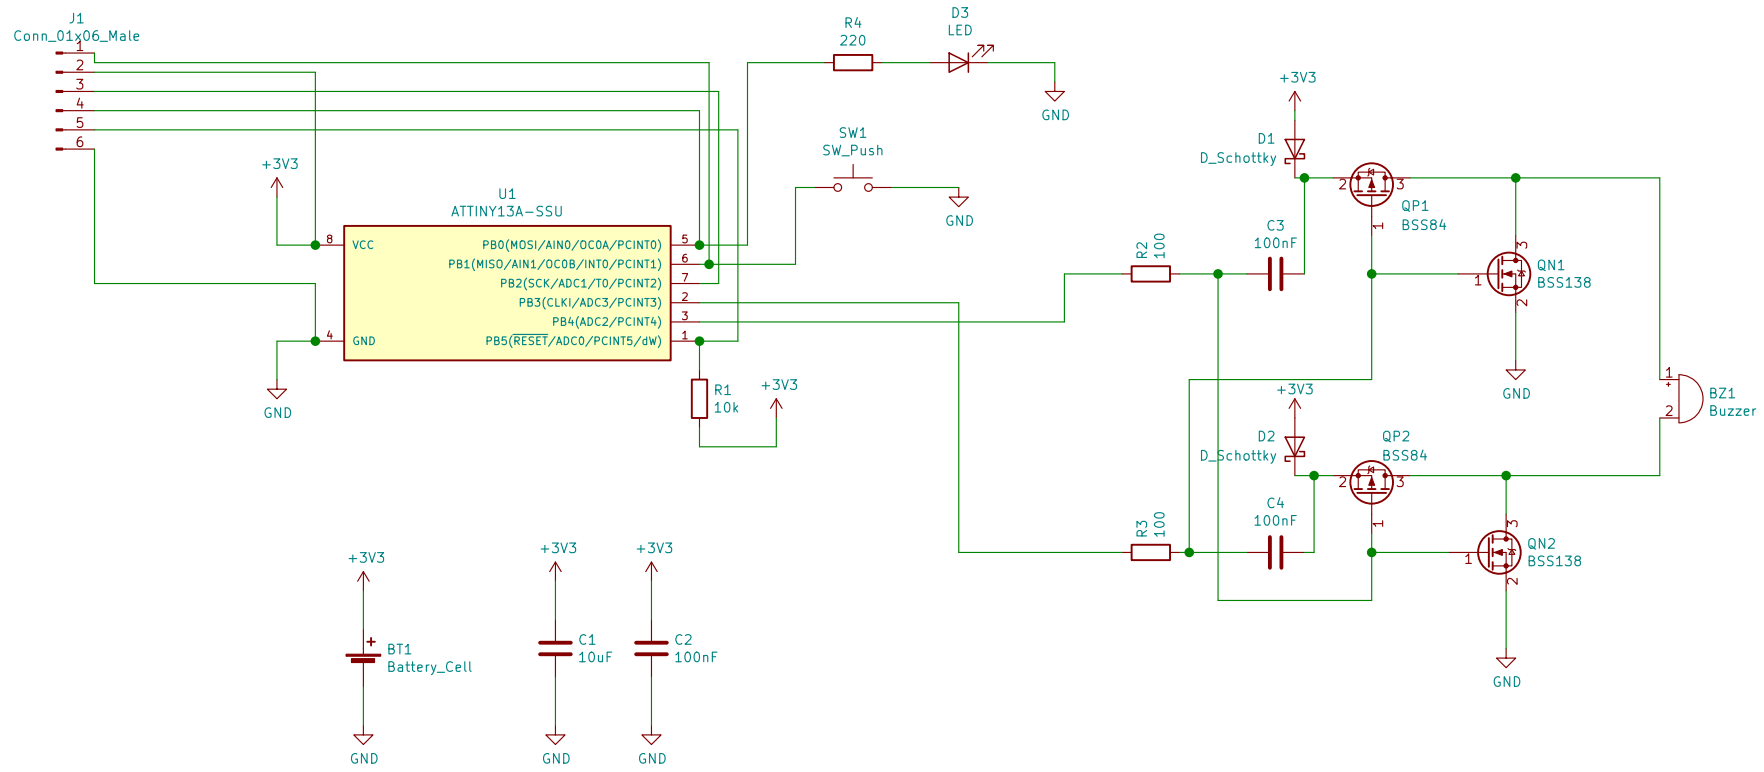 J1
Conn_01x06_Male
1
2
3
4
5
6
+3V3
GND
U1
ATTINY13A-SSU
8
VCC
4
GND
PB0(MOSI/AIN0/OC0A/PCINT0)
5
PB1(MISO/AIN1/OC0B/INT0/PCINT1)
6
PB2(SCK/ADC1/T0/PCINT2)
7
PB3(CLKI/ADC3/PCINT3)
2
PB4(ADC2/PCINT4)
3
PB5(RESET/ADC0/PCINT5/dW)
1
R4
220
D3
LED
GND
SW1
SW_Push
GND
R1
10k
+3V3
+3V3
+
BT1
Battery_Cell
GND
+3V3
C1
10uF
GND
+3V3
C2
100nF
GND
R2
100
+3V3
D1
D_Schottky
C3
100nF
2
3
1
QP1
BSS84
3
1
2
QN1
BSS138
GND
R3
100
+3V3
D2
D_Schottky
C4
100nF
QP2
BSS84
2
3
1
3
1
2
QN2
BSS138
GND
1
+
2
BZ1
Buzzer